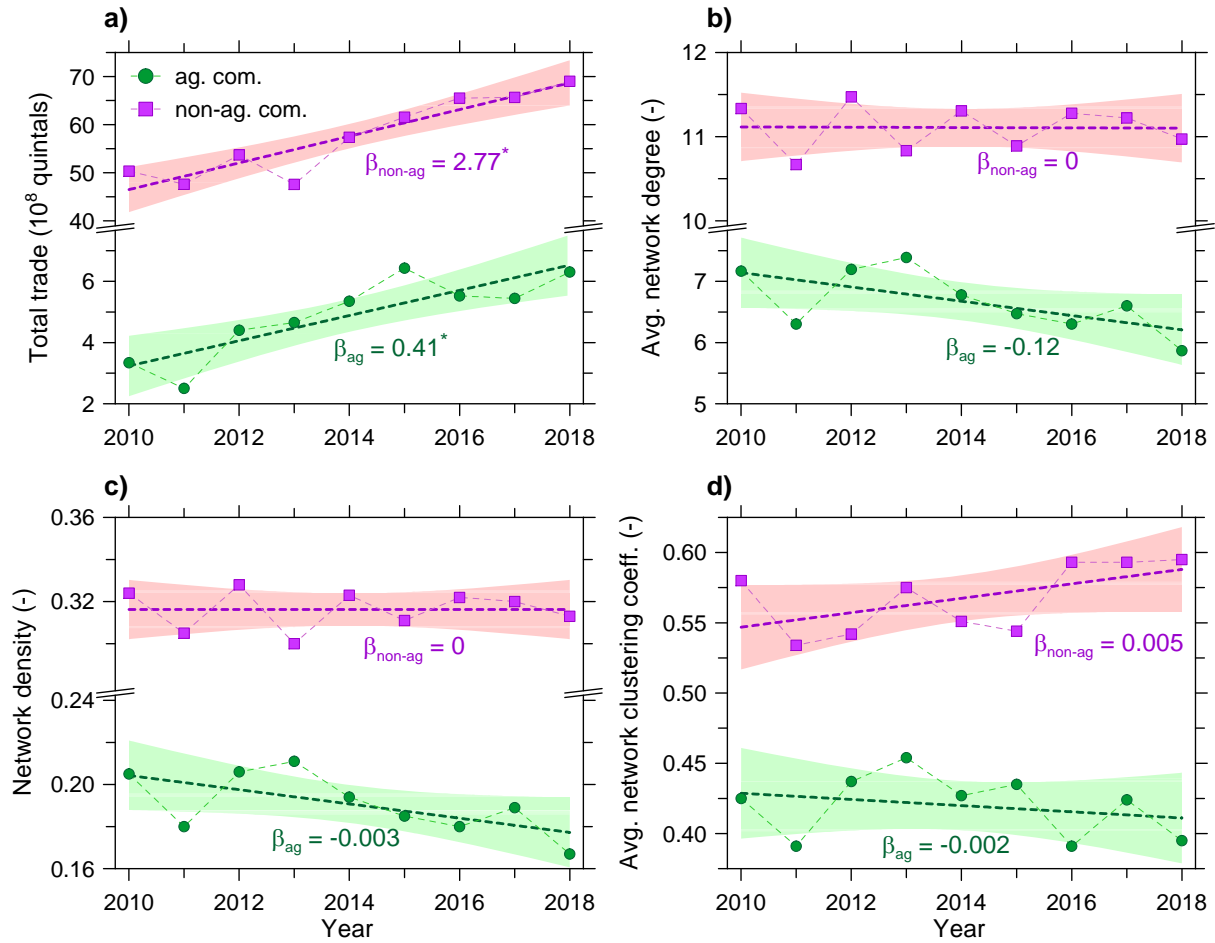 a)
Total trade (10⁸ quintals)
70
60
50
40
6
4
2
ag. com.
non-ag. com.
βnon-ag = 2.77*
βag = 0.41*
2010 2012 2014 2016 2018
b)
Avg. network degree (-)
12
11
10
7
6
5
βnon-ag = 0
βag = -0.12
2010 2012 2014 2016 2018
c)
Network density (-)
0.36
0.32
0.24
0.20
0.16
βnon-ag = 0
βag = -0.003
2010 2012 2014 2016 2018
Year
d)
Avg. network clustering coeff. (-)
0.60
0.55
0.50
0.45
0.40
βnon-ag = 0.005
βag = -0.002
2010 2012 2014 2016 2018
Year